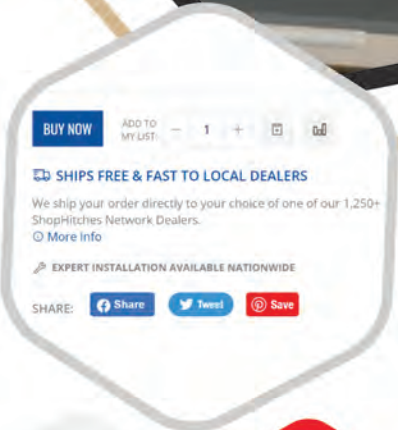 BUY NOW ADD TO MY LIST: − 1 +
SHIPS FREE & FAST TO LOCAL DEALERS
We ship your order directly to your choice of one of our 1,250+
ShopHitches Network Dealers.
More Info
EXPERT INSTALLATION AVAILABLE NATIONWIDE
SHARE: Share Tweet Save